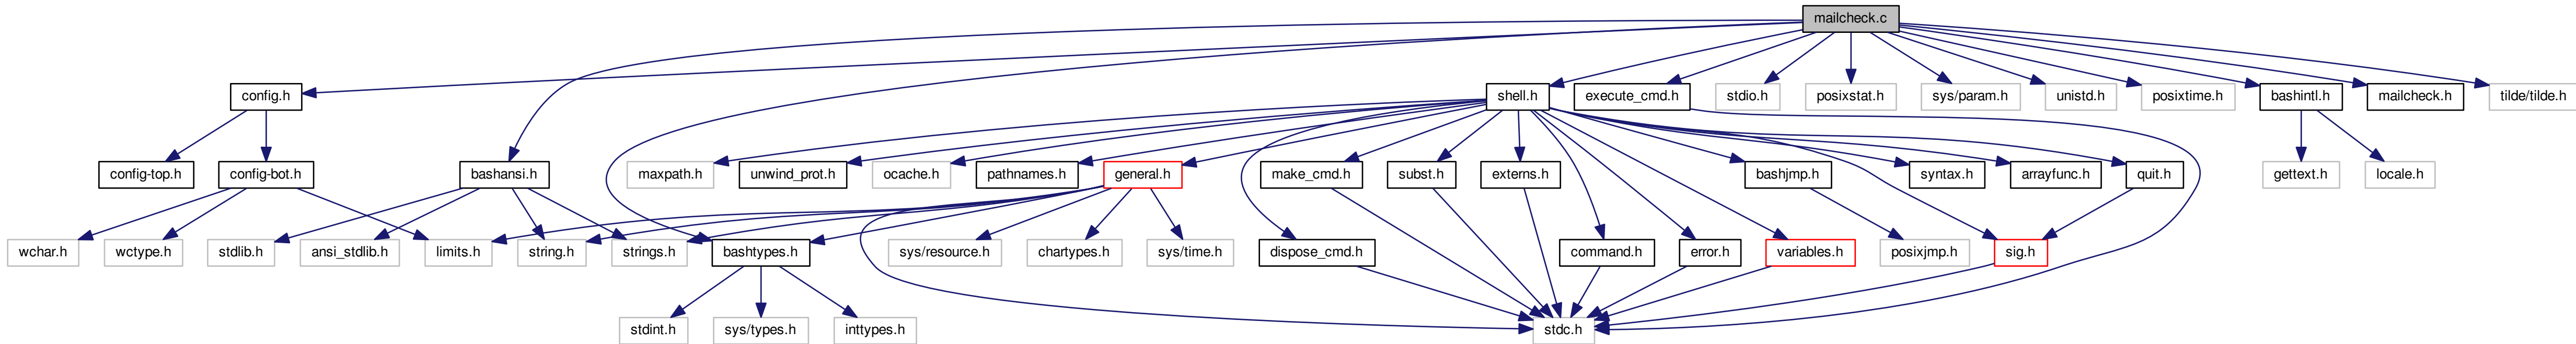 mailcheck.c
config.h
shell.h
execute_cmd.h
stdio.h
posixstat.h
sys/param.h
unistd.h
posixtime.h
bashintl.h
mailcheck.h
tilde/tilde.h
config-top.h
config-bot.h
bashansi.h
maxpath.h
unwind_prot.h
ocache.h
pathnames.h
general.h
make_cmd.h
subst.h
externs.h
bashjmp.h
syntax.h
arrayfunc.h
quit.h
gettext.h
locale.h
wchar.h
wctype.h
stdlib.h
ansi_stdlib.h
limits.h
string.h
strings.h
bashtypes.h
sys/resource.h
chartypes.h
sys/time.h
dispose_cmd.h
command.h
error.h
variables.h
posixjmp.h
sig.h
stdint.h
sys/types.h
inttypes.h
stdc.h